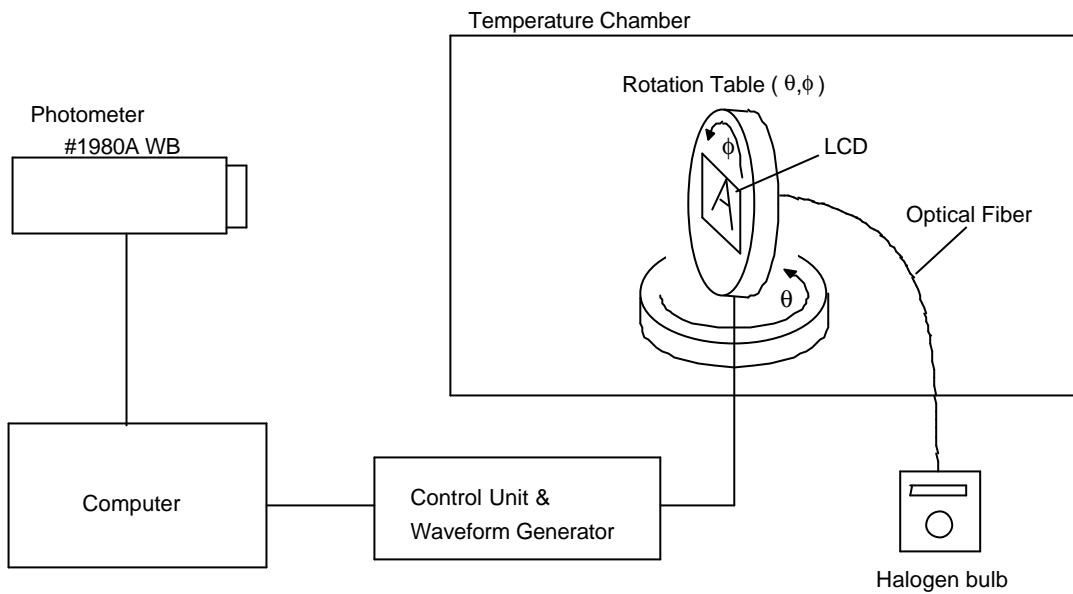 Temperature Chamber
Rotation Table ( θ,ϕ )
Photometer
#1980A WB
ϕ
LCD
A
Optical Fiber
θ
Computer
Control Unit &
Waveform Generator
Halogen bulb